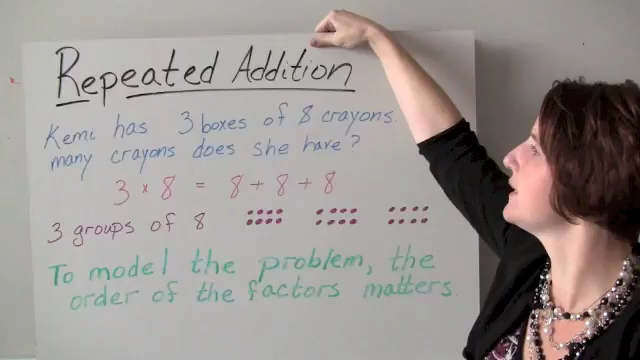 Repeated Addition
Kemi has 3 boxes of 8 crayons.
many crayons does she have?
3 × 8 = 8 + 8 + 8
3 groups of 8
To model the problem, the
order of the factors matters.